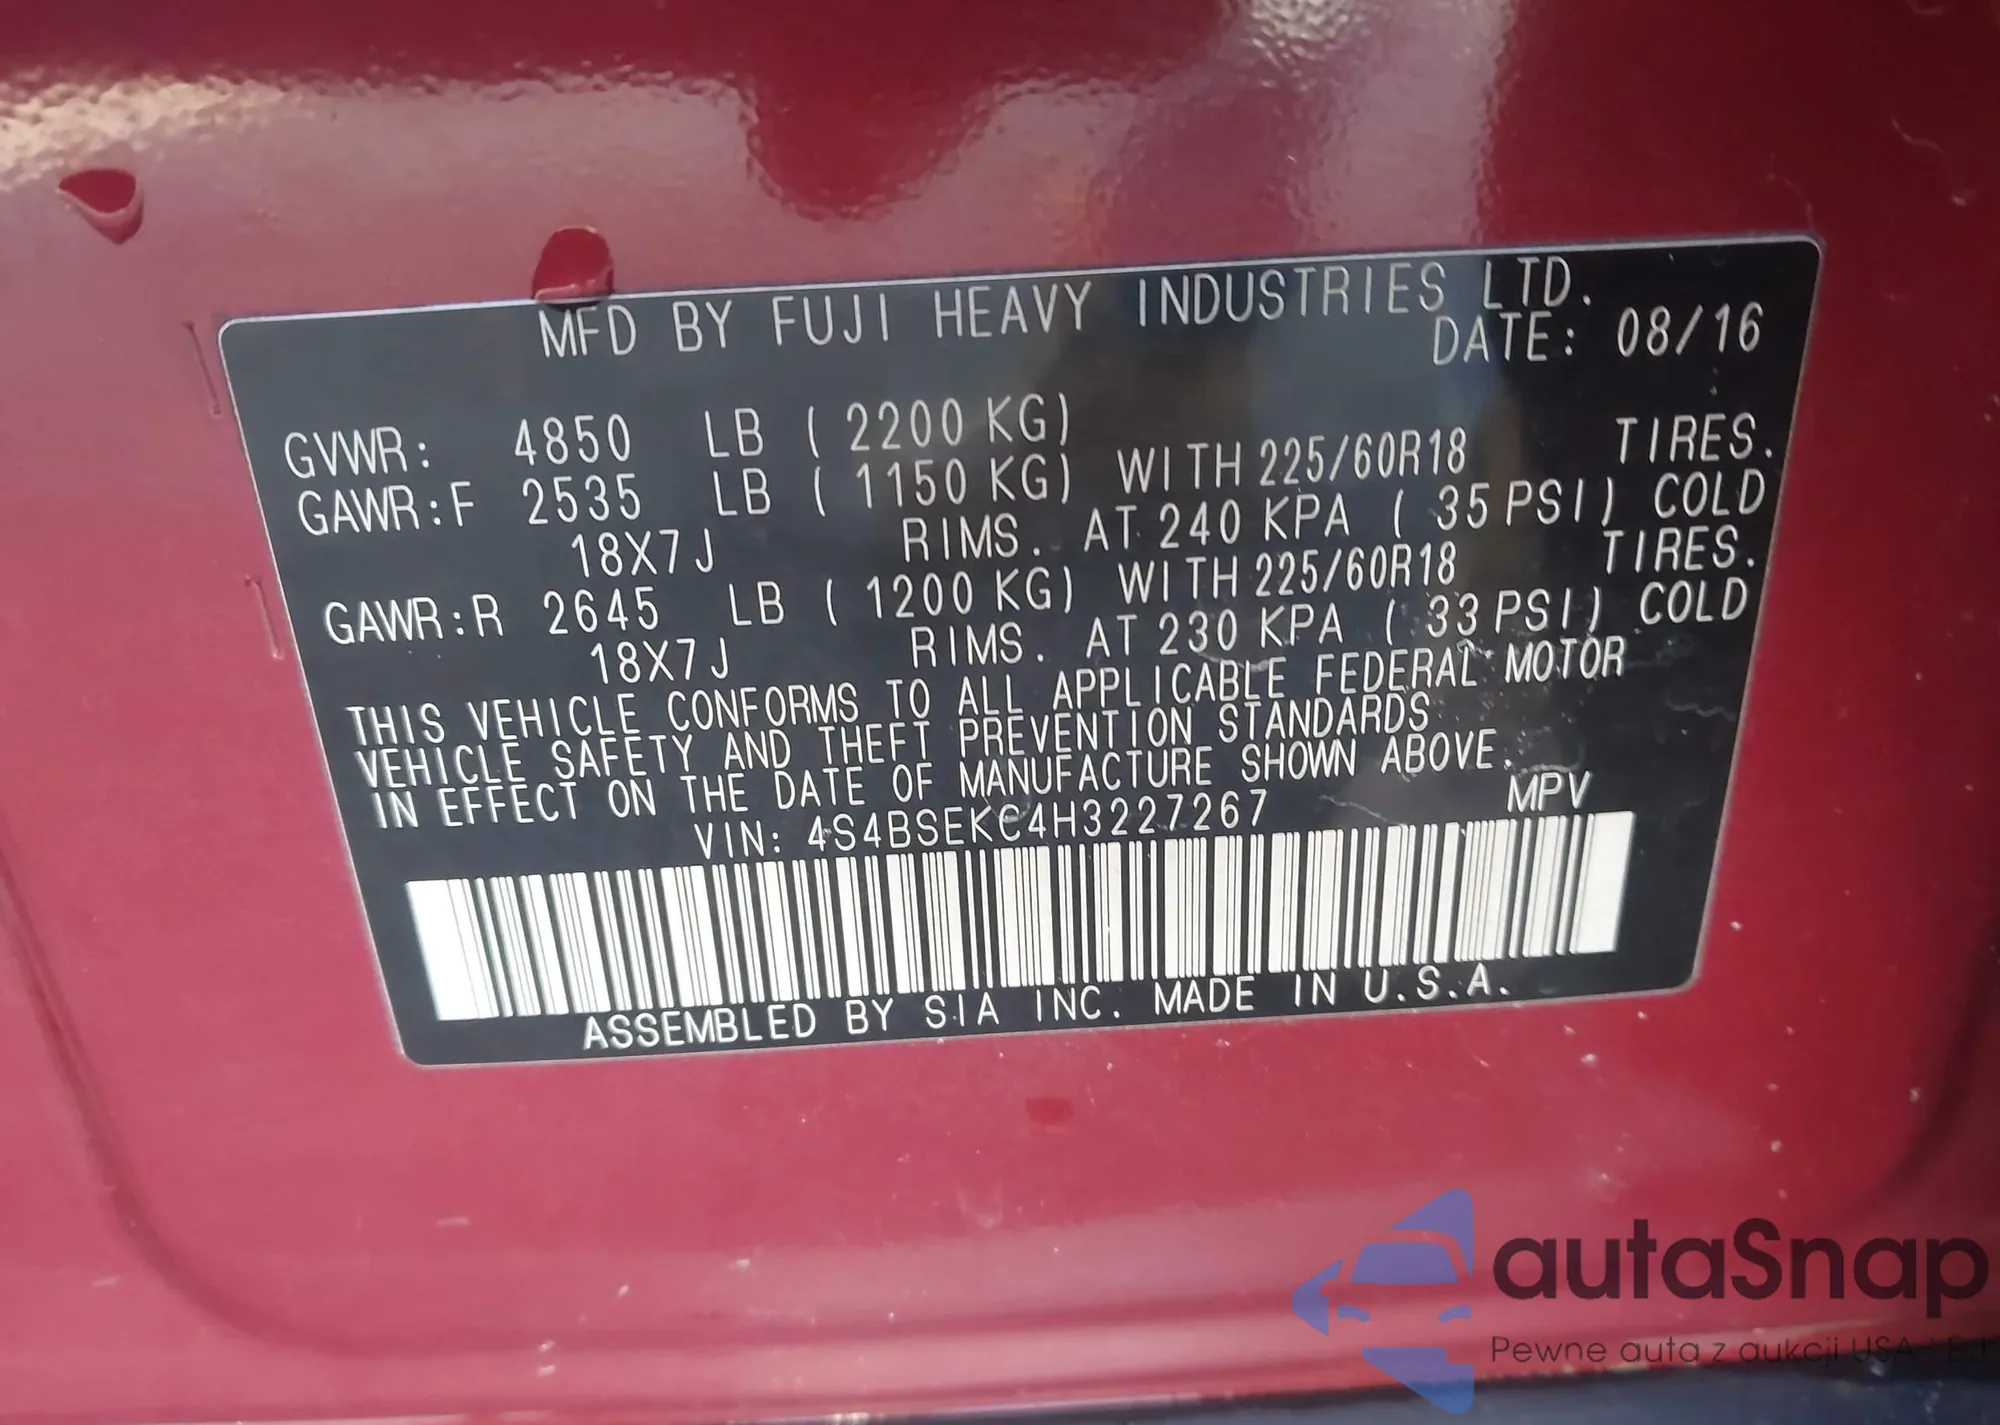 MFD BY FUJI HEAVY INDUSTRIES LTD.
DATE: 08/16
GVWR: 4850 LB ( 2200 KG)
GAWR:F 2535 LB ( 1150 KG) WITH 225/60R18 TIRES.
18X7J RIMS. AT 240 KPA ( 35 PSI) COLD
GAWR:R 2645 LB ( 1200 KG) WITH 225/60R18 TIRES.
18X7J RIMS. AT 230 KPA ( 33 PSI) COLD
THIS VEHICLE CONFORMS TO ALL APPLICABLE FEDERAL MOTOR
VEHICLE SAFETY AND THEFT PREVENTION STANDARDS
IN EFFECT ON THE DATE OF MANUFACTURE SHOWN ABOVE.
VIN: 4S4BSEKC4H3227267 MPV
ASSEMBLED BY SIA INC. MADE IN U.S.A.
autaSnap
Pewne auta z aukcji USA i EU